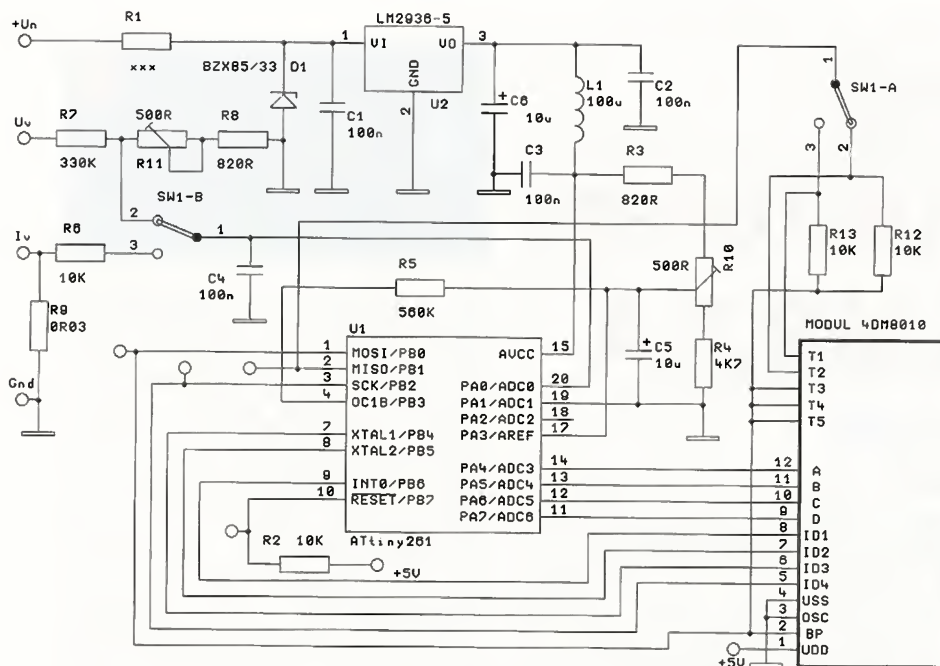 +Un
R1
xxx
BZX85/33
D1
LM2936-5
1
VI
VO
3
GND
2
U2
C1
100n
C6
10u
L1
100u
C2
100n
C3
100n
R3
820R
1
SW1-A
3
2
R13
10K
R12
10K
Uv
R7
330K
500R
R11
R8
820R
SW1-B
2
1
3
Iv
R6
10K
R9
0R03
Gnd
C4
100n
R5
560K
500R
R10
C5
10u
R4
4K7
U1
1
MOSI/PB0
2
MISO/PB1
3
SCK/PB2
4
OC1B/PB3
7
XTAL1/PB4
8
XTAL2/PB5
9
INT0/PB6
10
RESET/PB7
AVCC
15
PA0/ADC0
20
PA1/ADC1
19
PA2/ADC2
18
PA3/AREF
17
PA4/ADC3
14
PA5/ADC4
13
PA6/ADC5
12
PA7/ADC6
11
ATtiny261
R2
10K
+5V
MODUL 4DM8010
T1
T2
T3
T4
T5
12
A
11
B
10
C
9
D
8
ID1
7
ID2
6
ID3
5
ID4
4
USS
3
OSC
2
BP
1
VDD
+5V